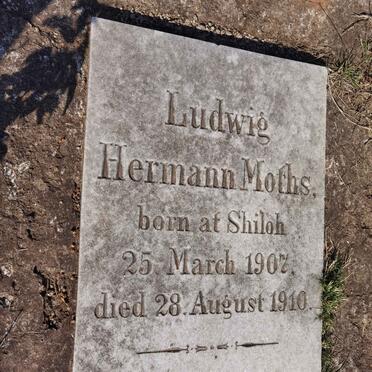 Ludwig
Hermann Moths.
born at Shiloh
25. March 1907.
died 28. August 1910.